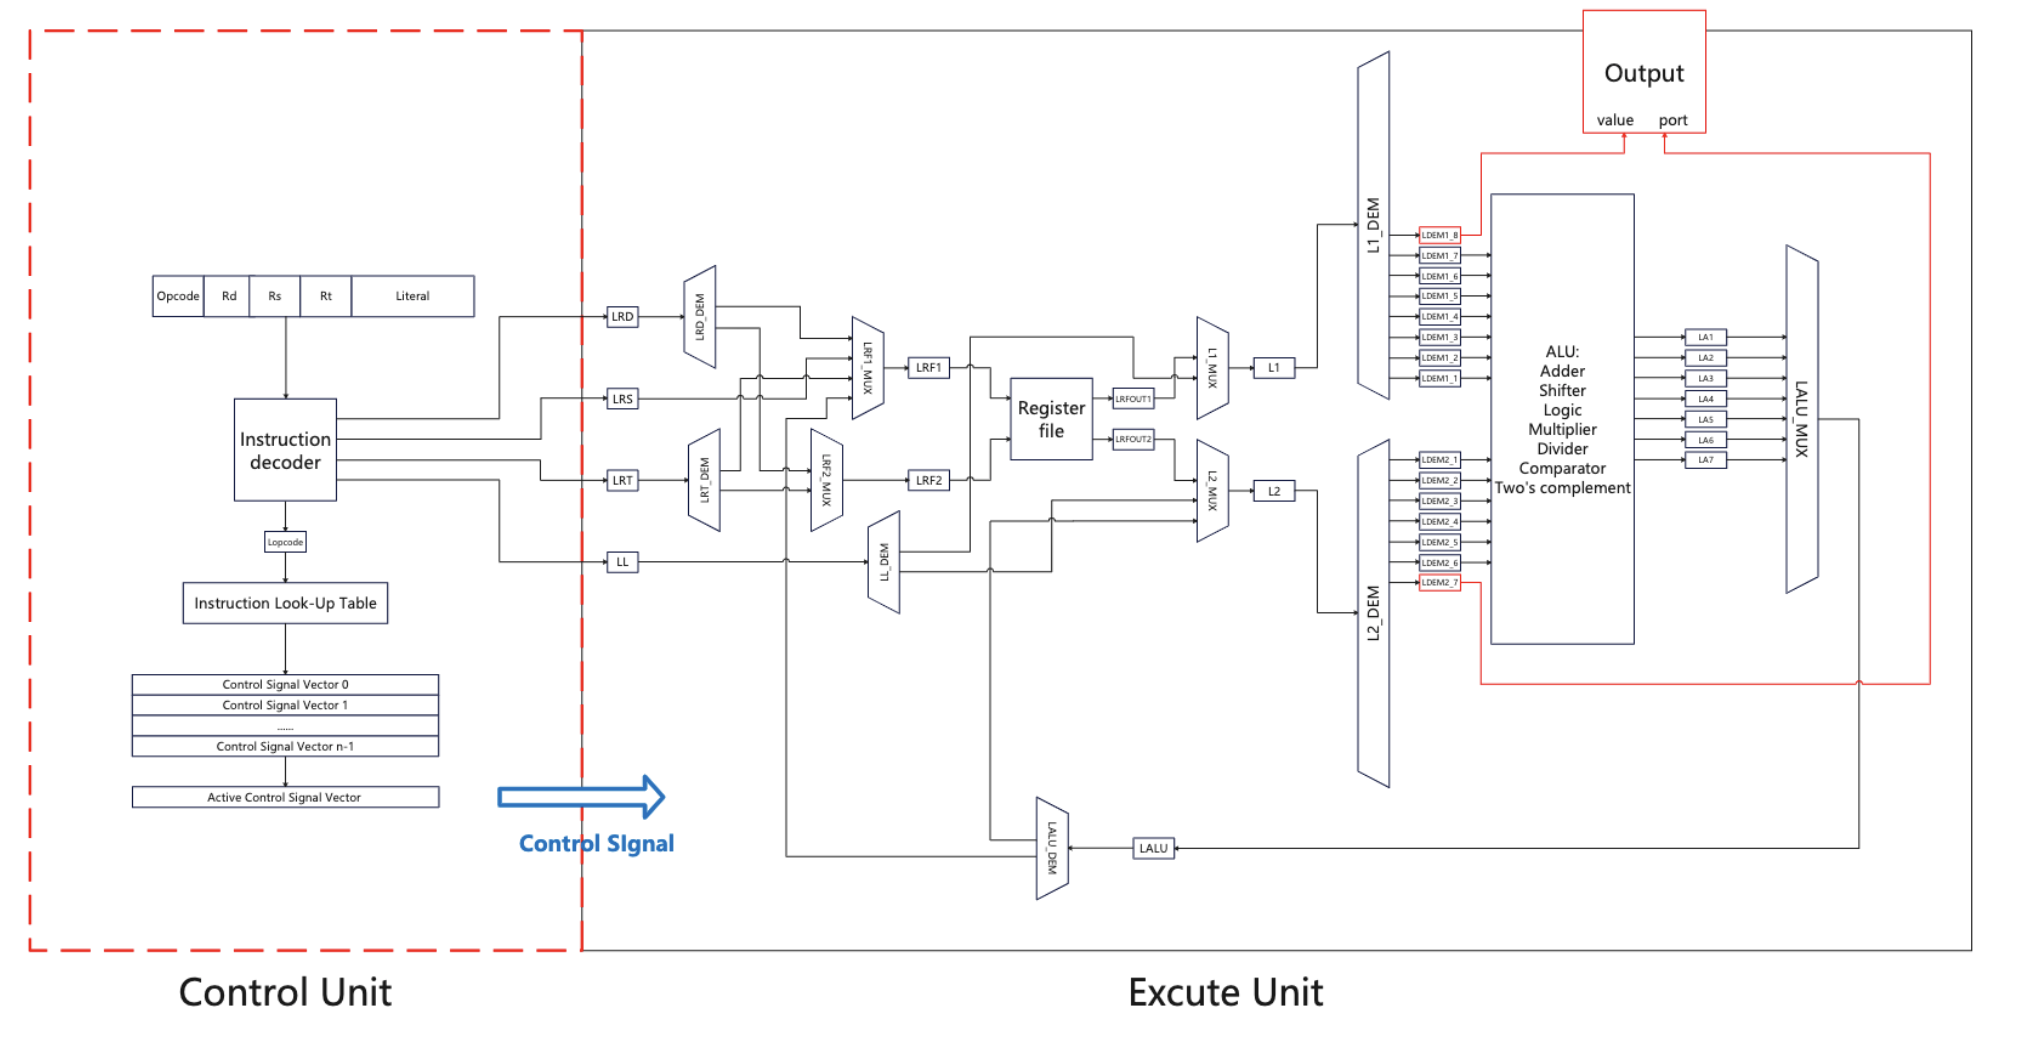 Output
value port
Opcode Rd Rs Rt Literal
Instruction
decoder
Lopcode
Instruction Look-Up Table
Control Signal Vector 0
Control Signal Vector 1
......
Control Signal Vector n-1
Active Control Signal Vector
Control SIgnal
LRD
LRS
LRT
LL
LRD_DEM
LRT_DEM
LRF1_MUX
LRF2_MUX
LL_DEM
LRF1
LRF2
Register
file
LRFOUT1
LRFOUT2
L1_MUX
L2_MUX
L1
L2
L1_DEM
L2_DEM
LDEM1_8
LDEM1_7
LDEM1_6
LDEM1_5
LDEM1_4
LDEM1_3
LDEM1_2
LDEM1_1
LDEM2_1
LDEM2_2
LDEM2_3
LDEM2_4
LDEM2_5
LDEM2_6
LDEM2_7
ALU:
Adder
Shifter
Logic
Multiplier
Divider
Comparator
Two's complement
LA1
LA2
LA3
LA4
LA5
LA6
LA7
LALU_MUX
LALU_DEM
LALU
Control Unit
Excute Unit